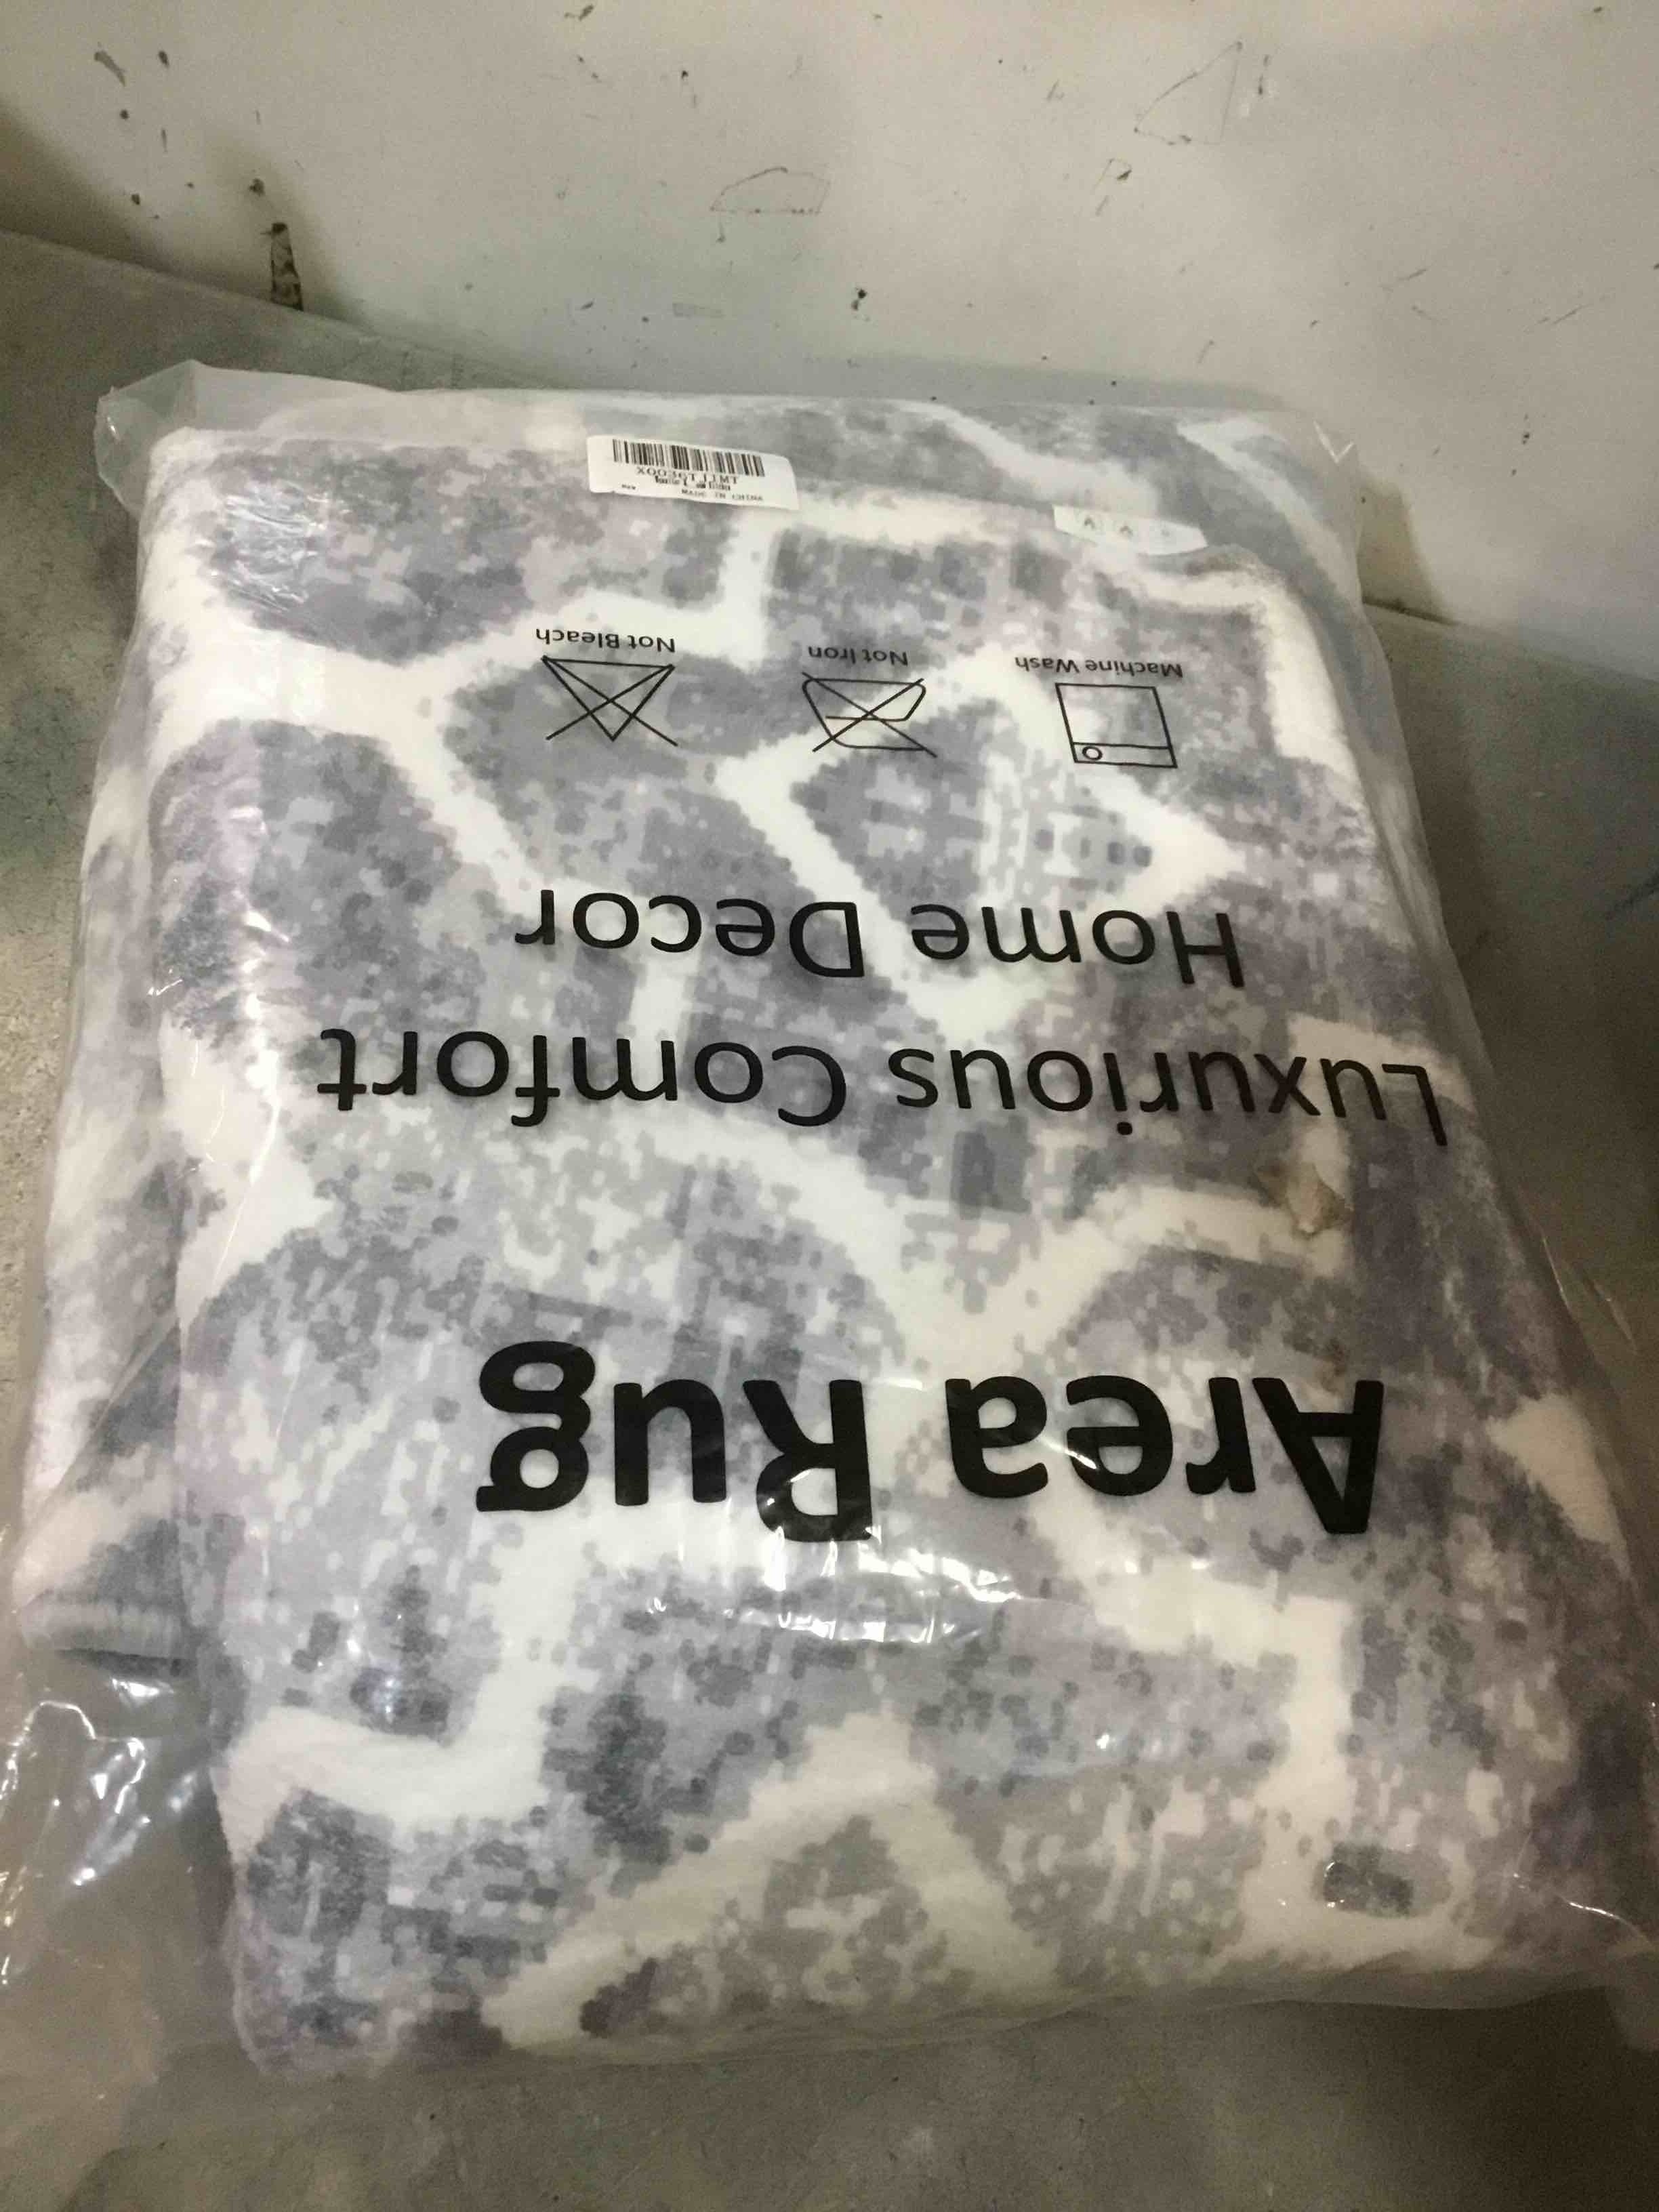 Area Rug
Luxurious Comfort
Home Decor
Machine Wash
Not Iron
Not Bleach
MADE IN CHINA